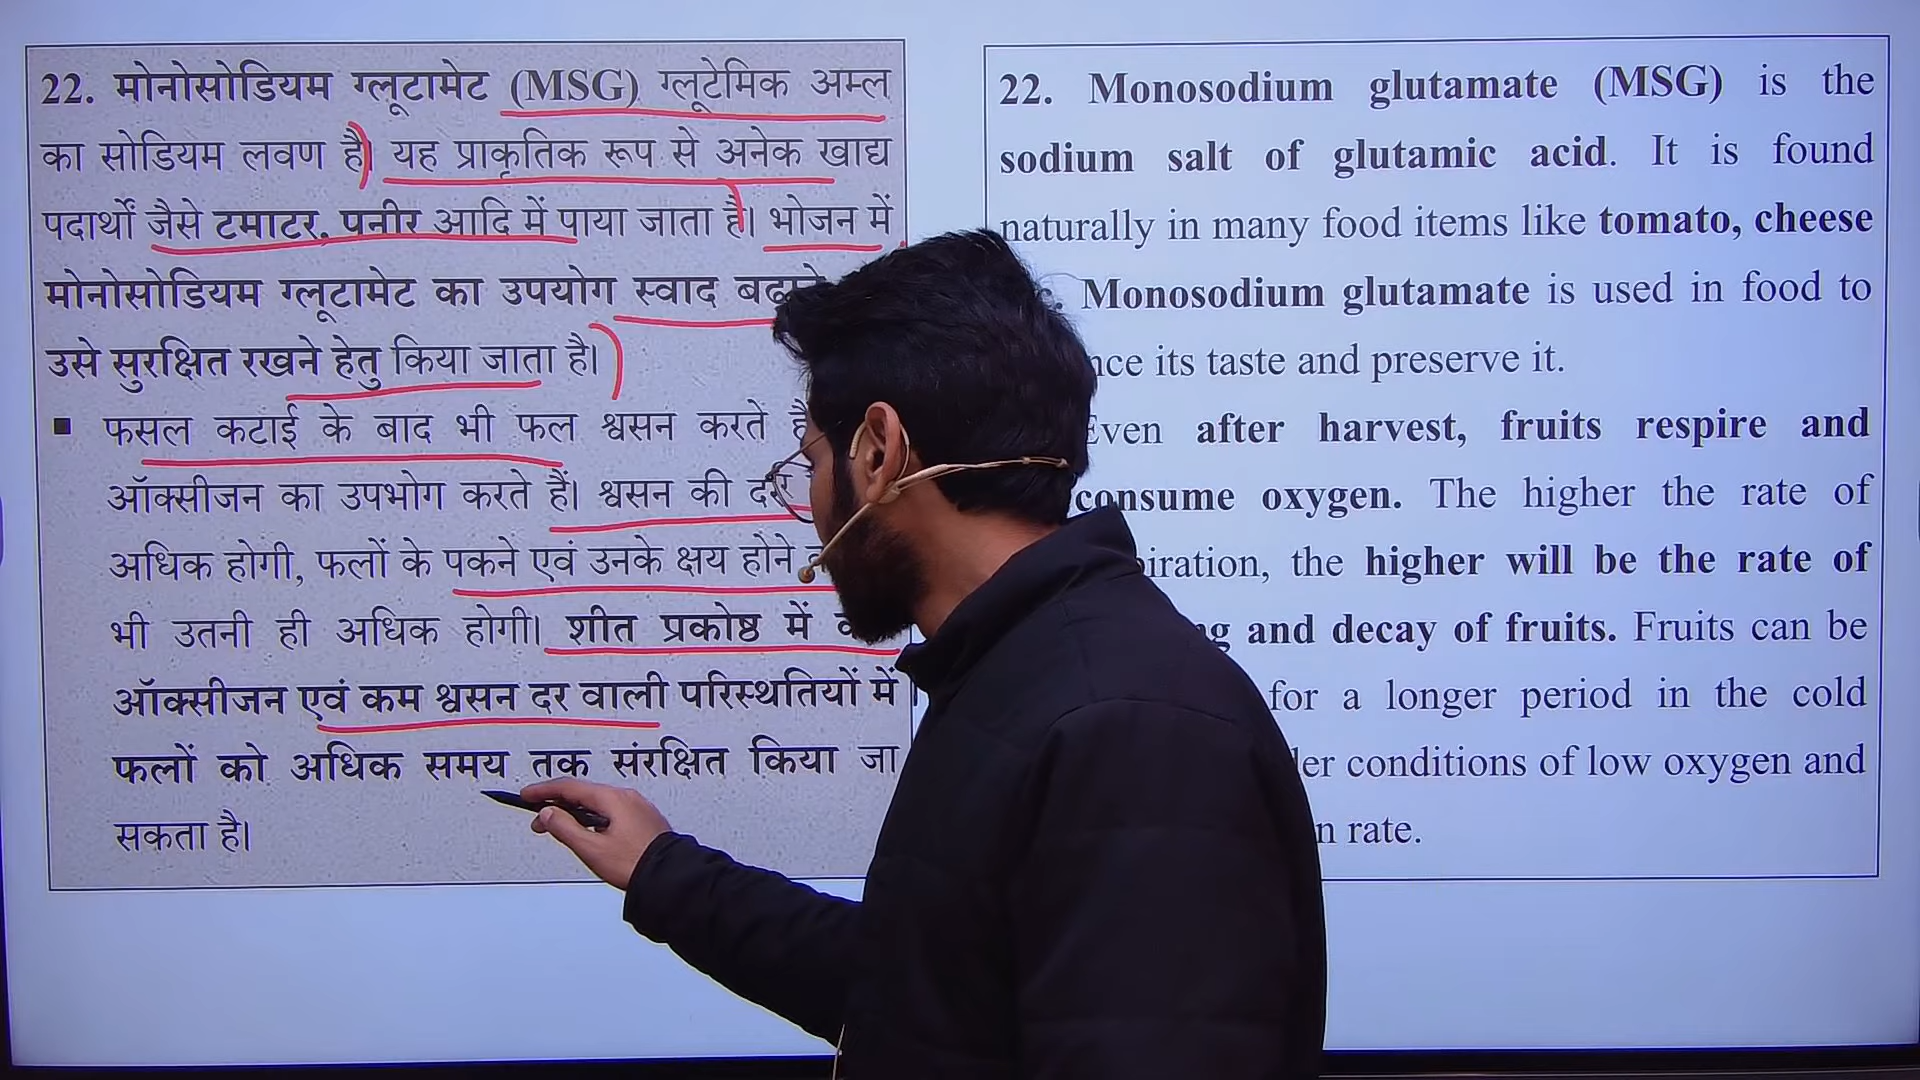 22. मोनोसोडियम ग्लूटामेट (MSG) ग्लूटेमिक अम्ल
का सोडियम लवण है। यह प्राकृतिक रूप से अनेक खाद्य
पदार्थों जैसे टमाटर, पनीर आदि में पाया जाता है। भोजन में
मोनोसोडियम ग्लूटामेट का उपयोग स्वाद
उसे सुरक्षित रखने हेतु किया जाता है।
▪ फसल कटाई के बाद भी फल श्वसन करते
ऑक्सीजन का उपभोग करते हैं। श्वसन की दर
अधिक होगी, फलों के पकने एवं उनके क्षय होने
भी उतनी ही अधिक होगी। शीत प्रकोष्ठ में
ऑक्सीजन एवं कम श्वसन दर वाली परिस्थतियों में
फलों को अधिक समय तक संरक्षित किया जा
सकता है।
22. Monosodium glutamate (MSG) is the
sodium salt of glutamic acid. It is found
naturally in many food items like tomato, cheese
Monosodium glutamate is used in food to
its taste and preserve it.
Even after harvest, fruits respire and
consume oxygen. The higher the rate of
the higher will be the rate of
and decay of fruits. Fruits can be
for a longer period in the cold
conditions of low oxygen and
rate.